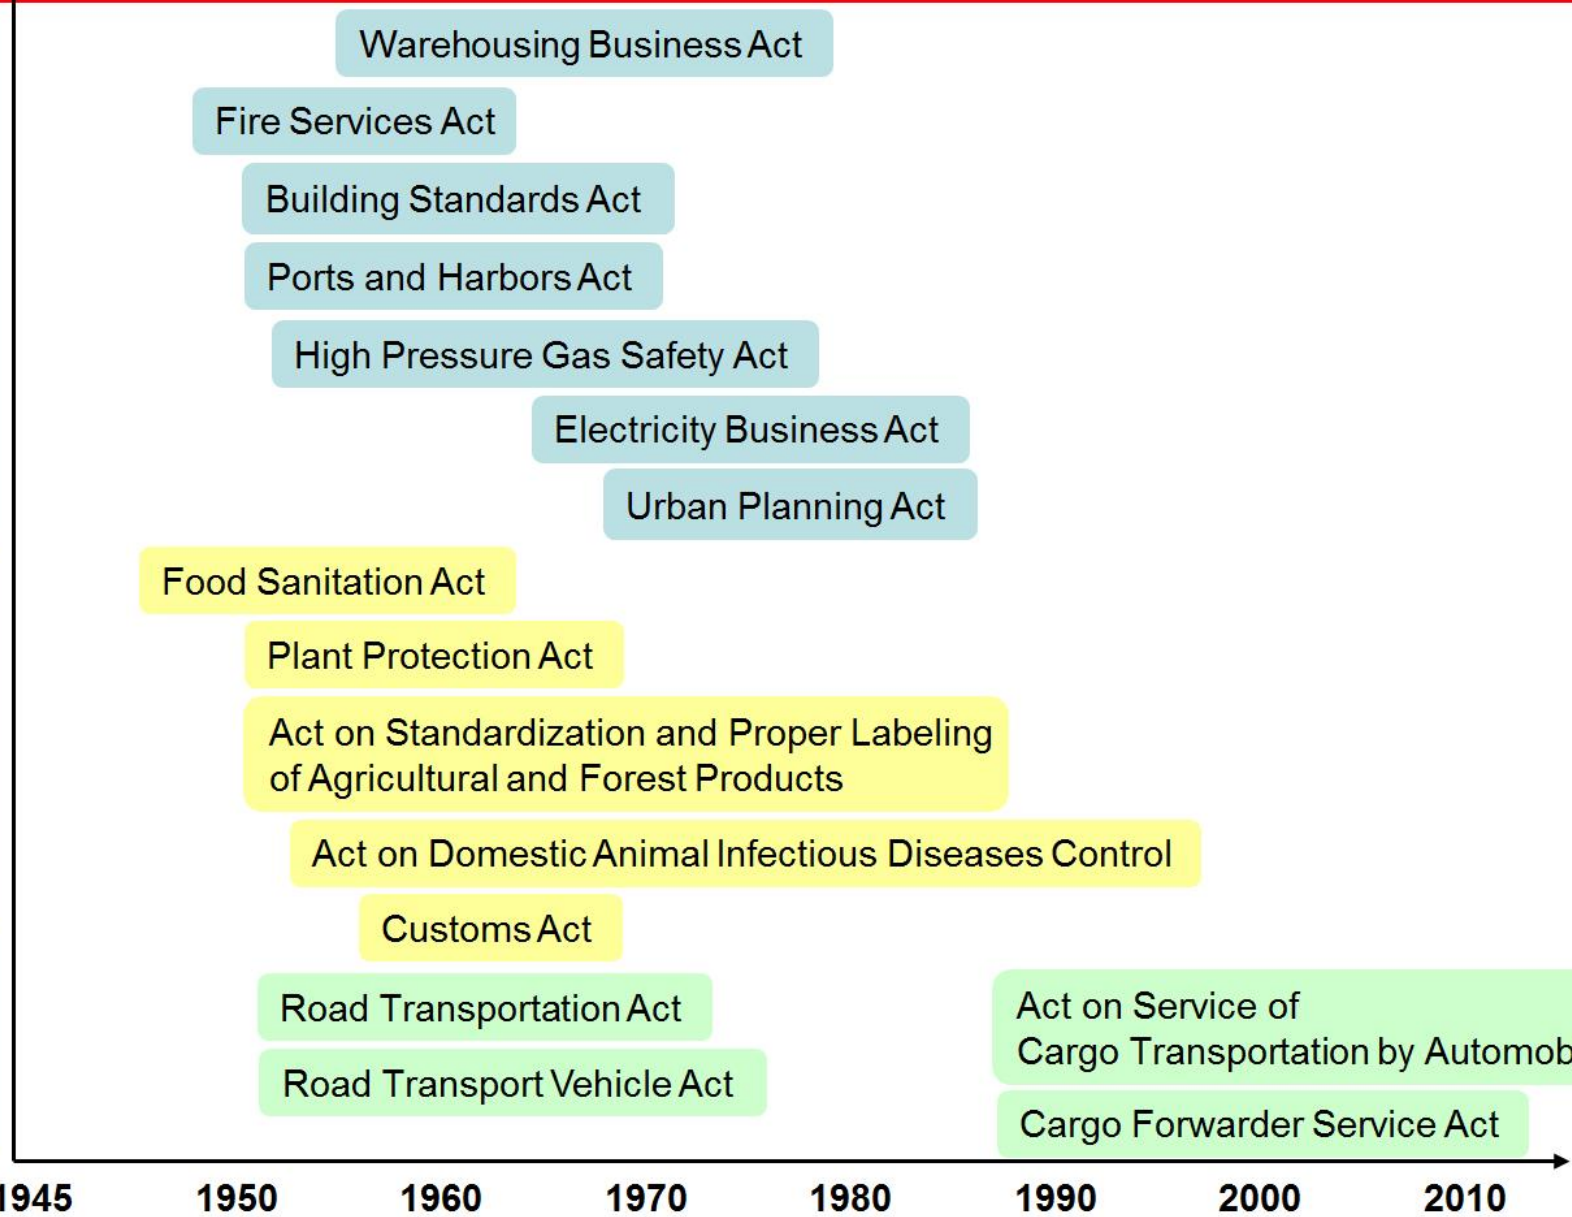 Warehousing Business Act
Fire Services Act
Building Standards Act
Ports and Harbors Act
High Pressure Gas Safety Act
Electricity Business Act
Urban Planning Act
Food Sanitation Act
Plant Protection Act
Act on Standardization and Proper Labeling
of Agricultural and Forest Products
Act on Domestic Animal Infectious Diseases Control
Customs Act
Road Transportation Act
Act on Service of
Cargo Transportation by Automob
Road Transport Vehicle Act
Cargo Forwarder Service Act
1945 1950 1960 1970 1980 1990 2000 2010